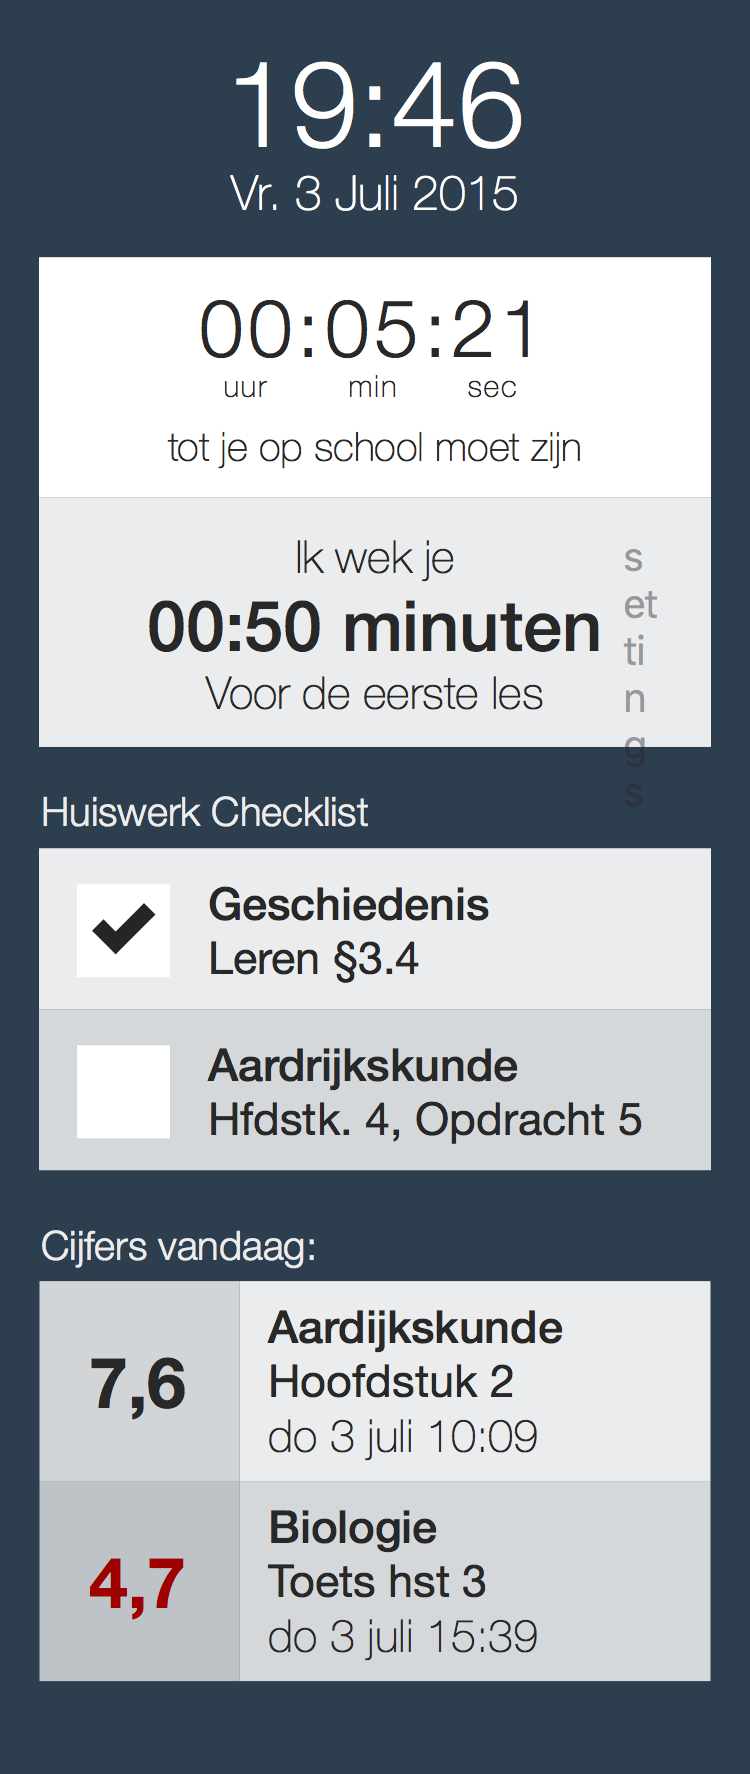 19:46
Vr. 3 Juli 2015
00:05:21
uur min sec
tot je op school moet zijn
Ik wek je
00:50 minuten
Voor de eerste les
s
et
ti
n
g
s
Huiswerk Checklist
Geschiedenis
Leren §3.4
Aardrijkskunde
Hfdstk. 4, Opdracht 5
Cijfers vandaag:
7,6
Aardijkskunde
Hoofdstuk 2
do 3 juli 10:09
4,7
Biologie
Toets hst 3
do 3 juli 15:39